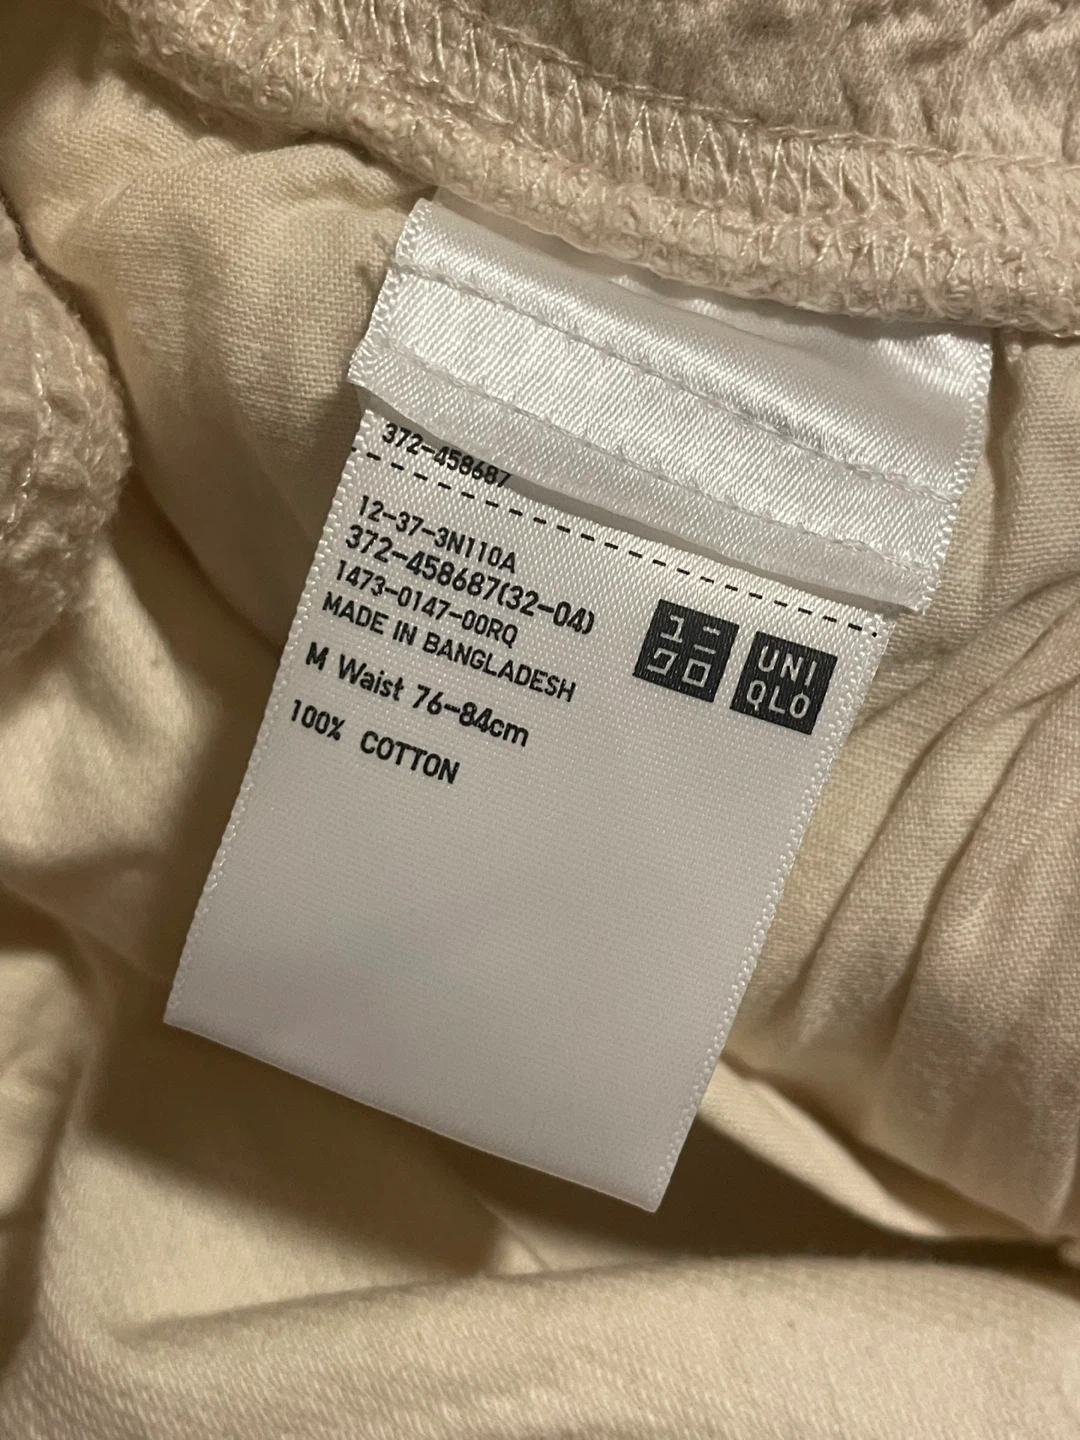 372-458687
12-37-3N110A
372-458687(32-04)
1473-0147-00RQ
MADE IN BANGLADESH
M Waist 76-84cm
100% COTTON
ユニ
クロ
UNI
QLO